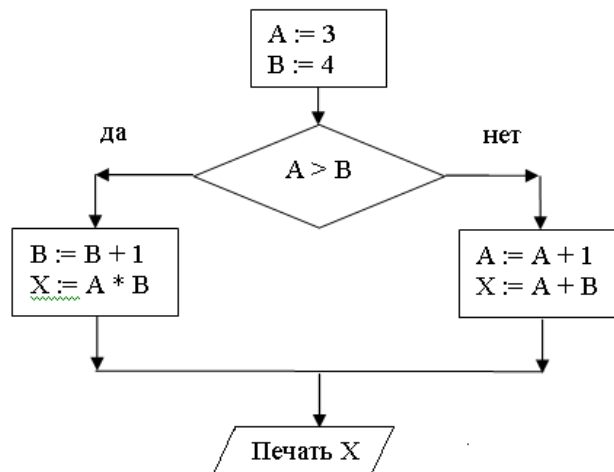 A := 3
B := 4
да
нет
A > B
B := B + 1
X := A * B
A := A + 1
X := A + B
Печать X